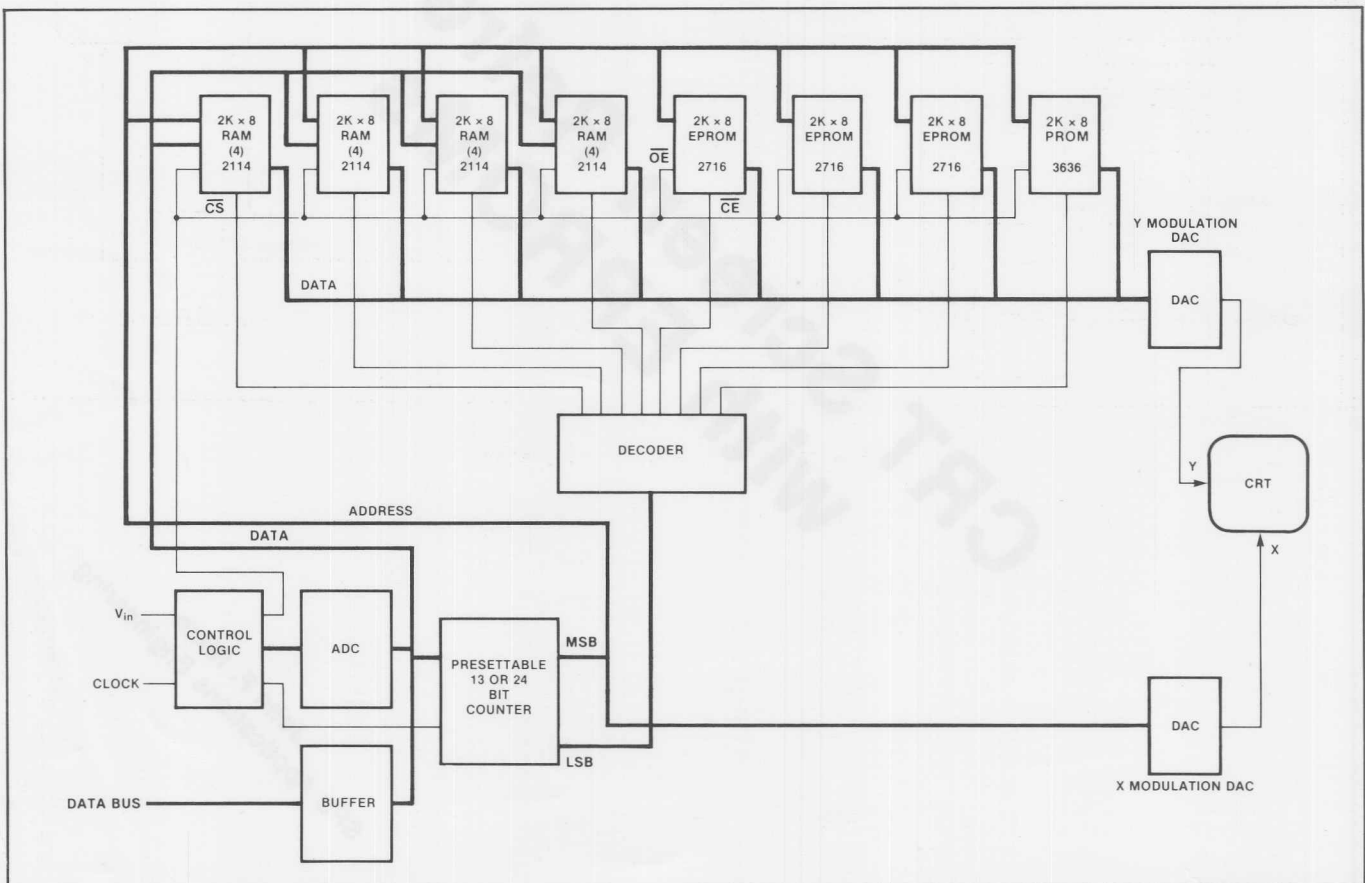 2K × 8
RAM
(4)
2114
2K × 8
RAM
(4)
2114
2K × 8
RAM
(4)
2114
2K × 8
RAM
(4)
2114
2K × 8
EPROM
2716
2K × 8
EPROM
2716
2K × 8
EPROM
2716
2K × 8
PROM
3636
OE
CS
CE
Y MODULATION
DAC
DATA
DAC
DECODER
Y
CRT
X
ADDRESS
DATA
Vin
CONTROL
LOGIC
CLOCK
ADC
PRESETTABLE
13 OR 24
BIT
COUNTER
MSB
LSB
DAC
X MODULATION DAC
DATA BUS
BUFFER